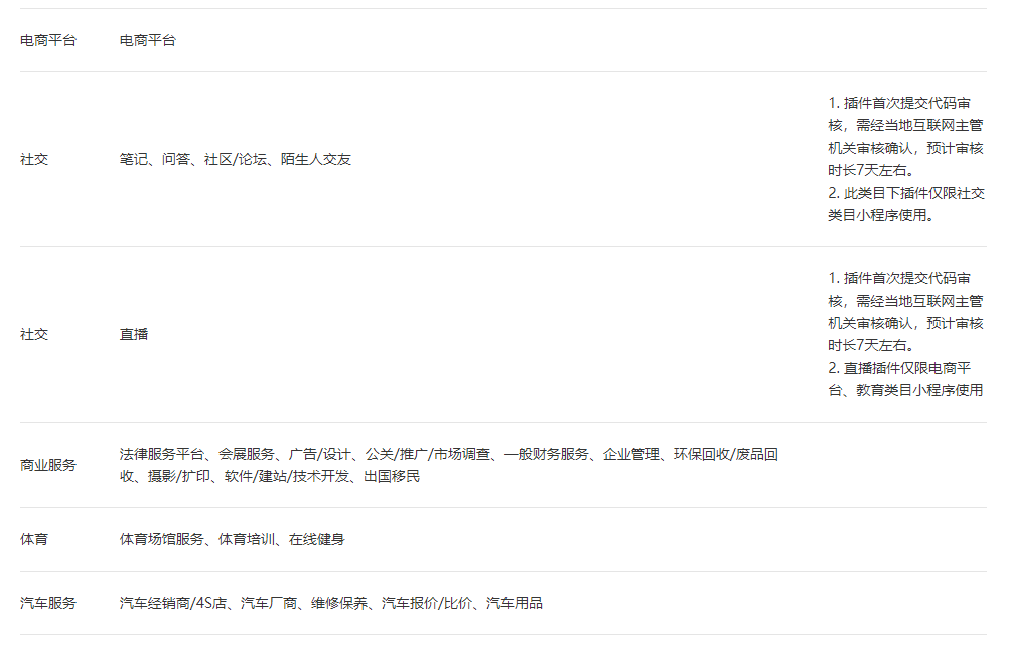 电商平台
电商平台
社交
笔记、问答、社区/论坛、陌生人交友
1. 插件首次提交代码审
核，需经当地互联网主管
机关审核确认，预计审核
时长7天左右。
2. 此类目下插件仅限社交
类目小程序使用。
社交
直播
1. 插件首次提交代码审
核，需经当地互联网主管
机关审核确认，预计审核
时长7天左右。
2. 直播插件仅限电商平
台、教育类目小程序使用
商业服务
法律服务平台、会展服务、广告/设计、公关/推广/市场调查、一般财务服务、企业管理、环保回收/废品回
收、摄影/扩印、软件/建站/技术开发、出国移民
体育
体育场馆服务、体育培训、在线健身
汽车服务
汽车经销商/4S店、汽车厂商、维修保养、汽车报价/比价、汽车用品